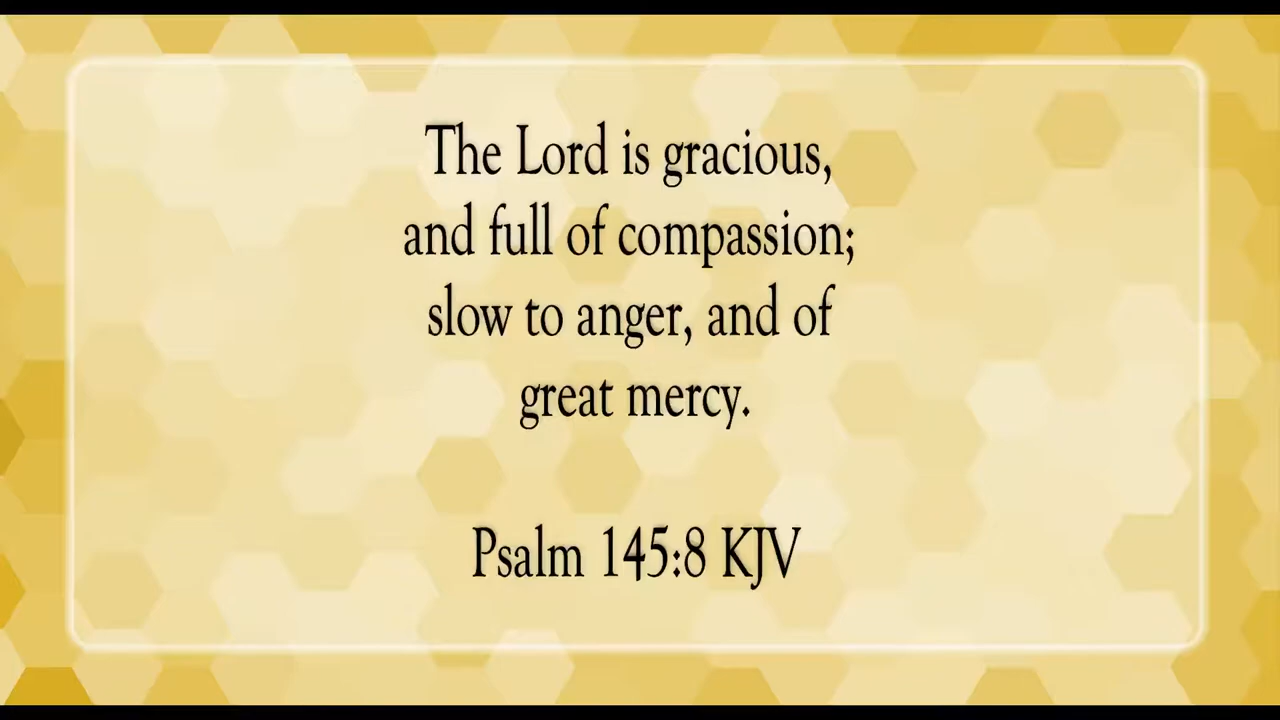 The Lord is gracious,
and full of compassion;
slow to anger, and of
great mercy.
Psalm 145:8 KJV